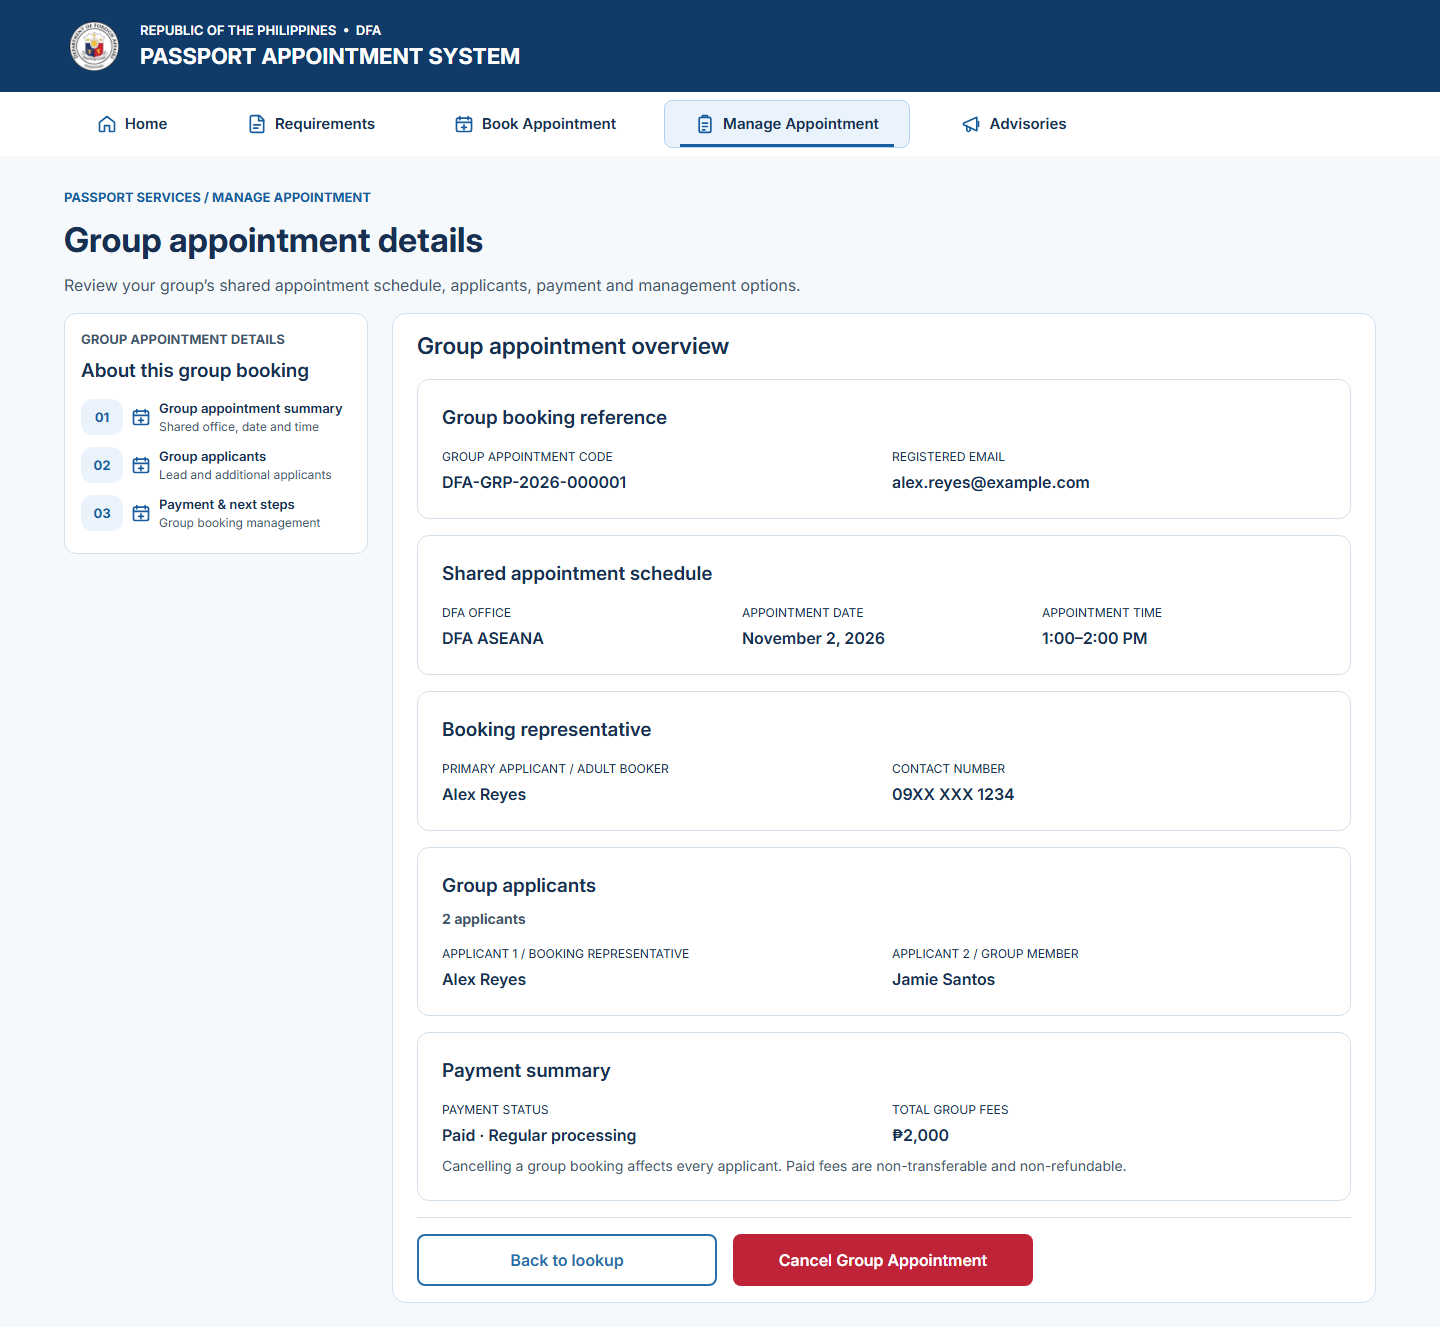 REPUBLIC OF THE PHILIPPINES • DFA
PASSPORT APPOINTMENT SYSTEM
Home
Requirements
Book Appointment
Manage Appointment
Advisories
PASSPORT SERVICES / MANAGE APPOINTMENT
Group appointment details
Review your group’s shared appointment schedule, applicants, payment and management options.
GROUP APPOINTMENT DETAILS
About this group booking
01
Group appointment summary
Shared office, date and time
02
Group applicants
Lead and additional applicants
03
Payment & next steps
Group booking management
Group appointment overview
Group booking reference
GROUP APPOINTMENT CODE
DFA-GRP-2026-000001
REGISTERED EMAIL
alex.reyes@example.com
Shared appointment schedule
DFA OFFICE
DFA ASEANA
APPOINTMENT DATE
November 2, 2026
APPOINTMENT TIME
1:00–2:00 PM
Booking representative
PRIMARY APPLICANT / ADULT BOOKER
Alex Reyes
CONTACT NUMBER
09XX XXX 1234
Group applicants
2 applicants
APPLICANT 1 / BOOKING REPRESENTATIVE
Alex Reyes
APPLICANT 2 / GROUP MEMBER
Jamie Santos
Payment summary
PAYMENT STATUS
Paid · Regular processing
TOTAL GROUP FEES
₱2,000
Cancelling a group booking affects every applicant. Paid fees are non-transferable and non-refundable.
Back to lookup
Cancel Group Appointment